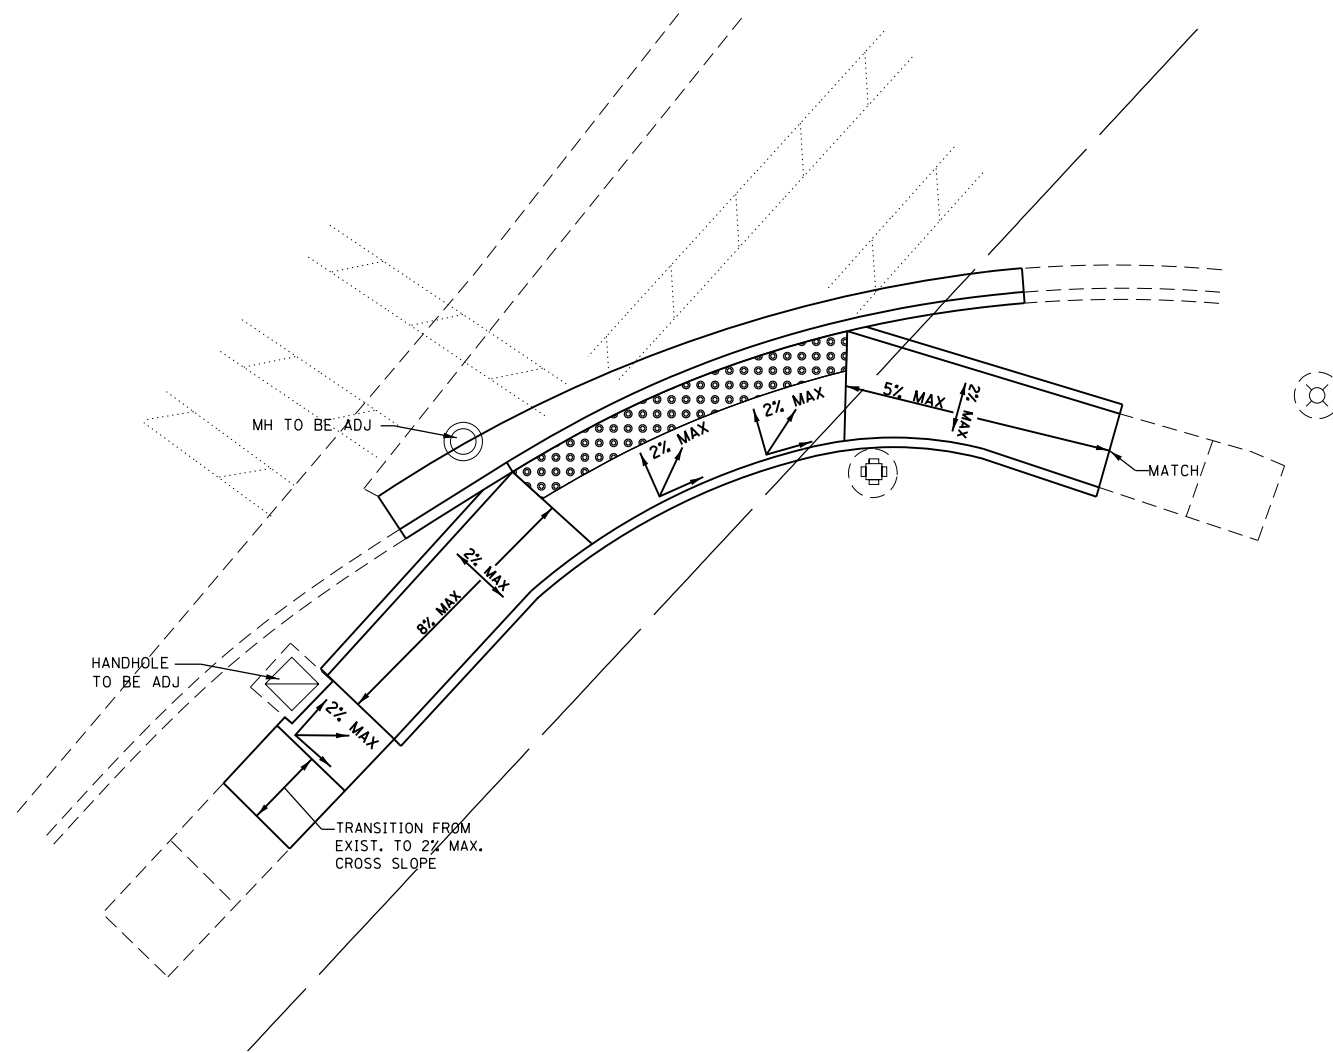 MH TO BE ADJ
2% MAX
2% MAX
5% MAX
2% MAX
MATCH
2% MAX
8% MAX
HANDHOLE
TO BE ADJ
2% MAX
TRANSITION FROM
EXIST. TO 2% MAX.
CROSS SLOPE